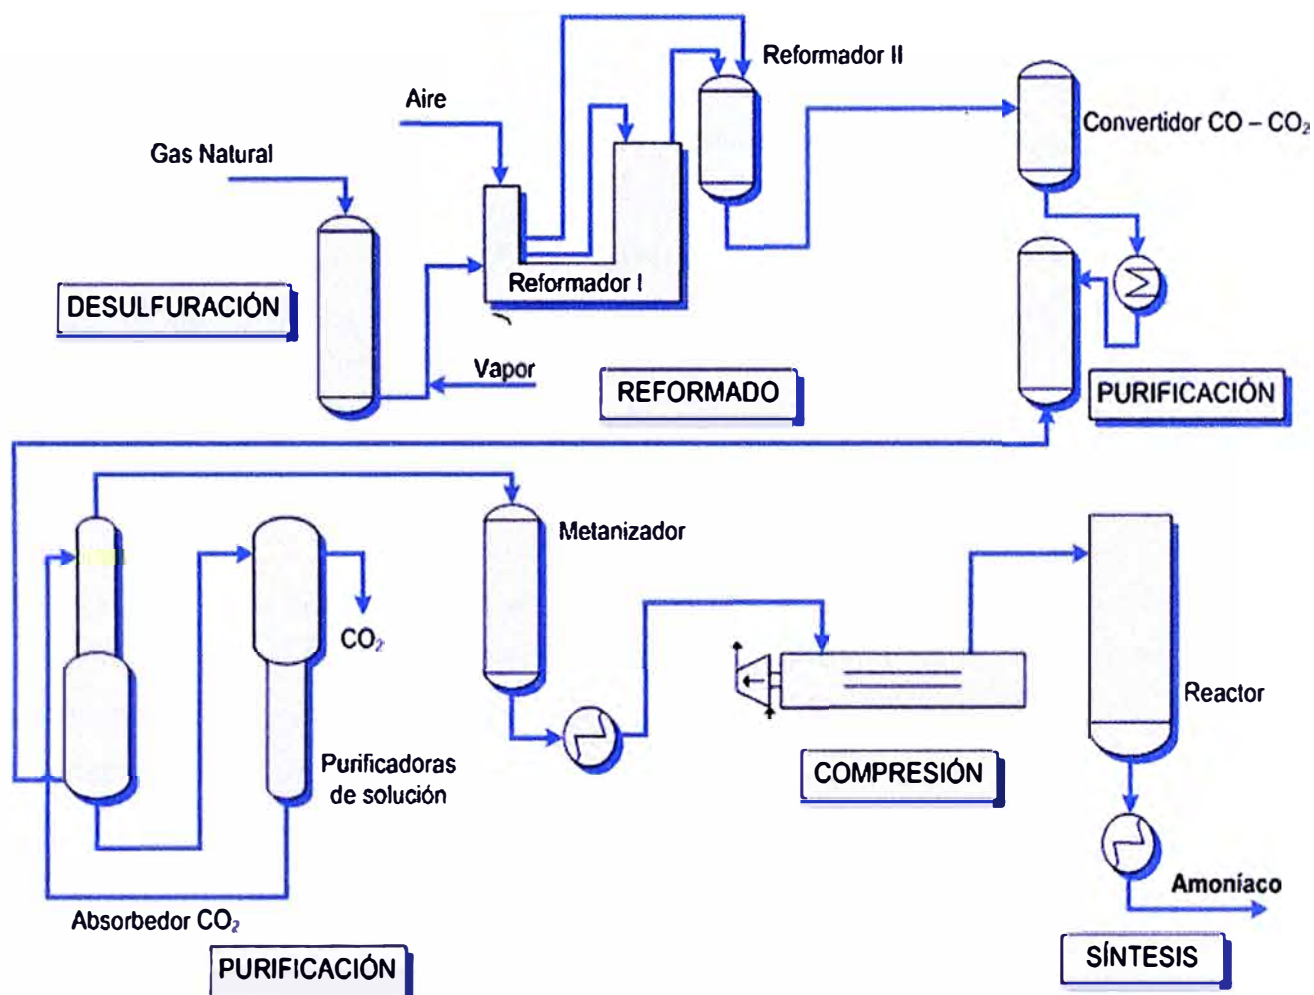 Reformador II
Aire
Convertidor CO – CO₂
Gas Natural
Reformador I
DESULFURACIÓN
Vapor
REFORMADO
PURIFICACIÓN
Metanizador
CO₂
Reactor
Purificadoras
de solución
COMPRESIÓN
Amoníaco
Absorbedor CO₂
SÍNTESIS
PURIFICACIÓN